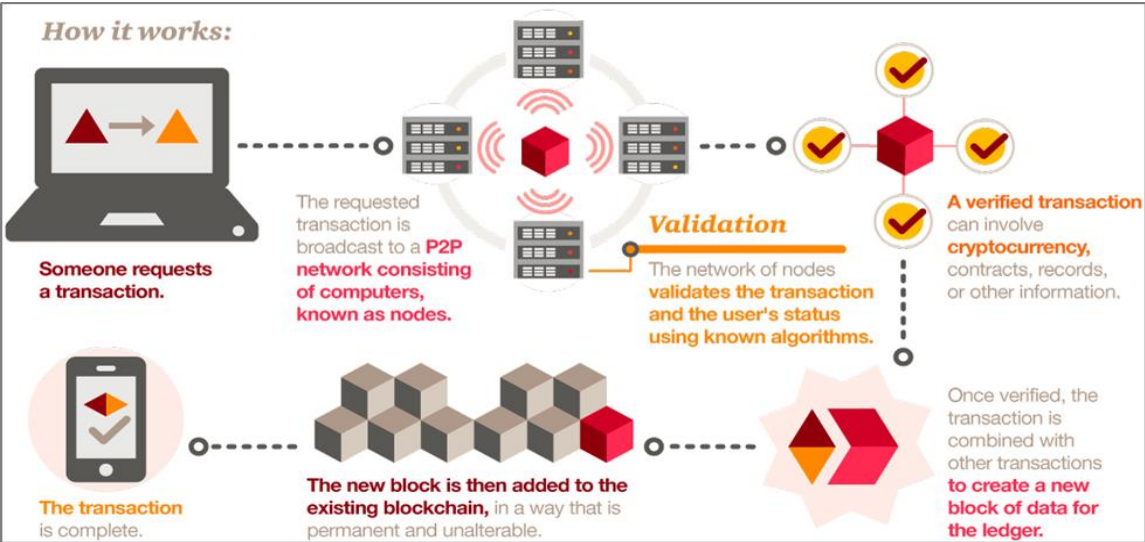 How it works:
Someone requests
a transaction.
The requested
transaction is
broadcast to a P2P
network consisting
of computers,
known as nodes.
Validation
The network of nodes
validates the transaction
and the user's status
using known algorithms.
A verified transaction
can involve
cryptocurrency,
contracts, records,
or other information.
Once verified, the
transaction is
combined with
other transactions
to create a new
block of data for
the ledger.
The new block is then added to the
existing blockchain, in a way that is
permanent and unalterable.
The transaction
is complete.